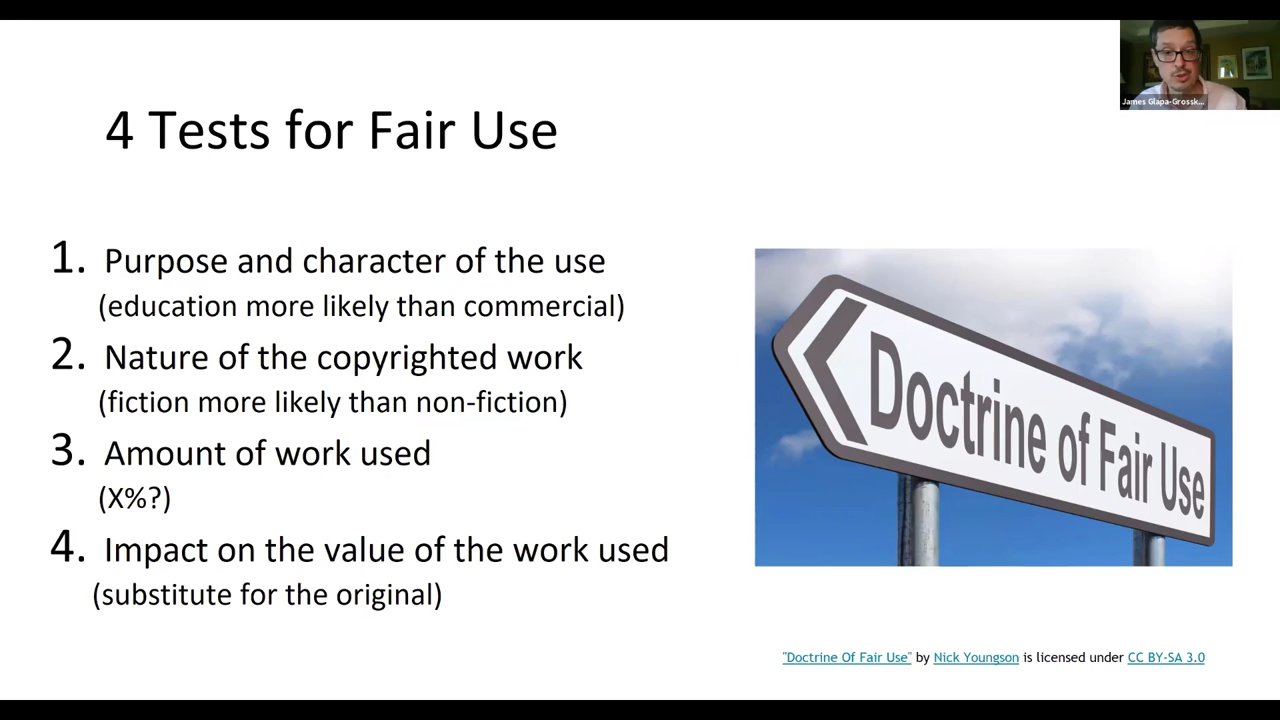 James Glapa-Grossk...
4 Tests for Fair Use
1. Purpose and character of the use
(education more likely than commercial)
2. Nature of the copyrighted work
(fiction more likely than non-fiction)
3. Amount of work used
(X%?)
4. Impact on the value of the work used
(substitute for the original)
Doctrine of Fair Use
"Doctrine Of Fair Use" by Nick Youngson is licensed under CC BY-SA 3.0